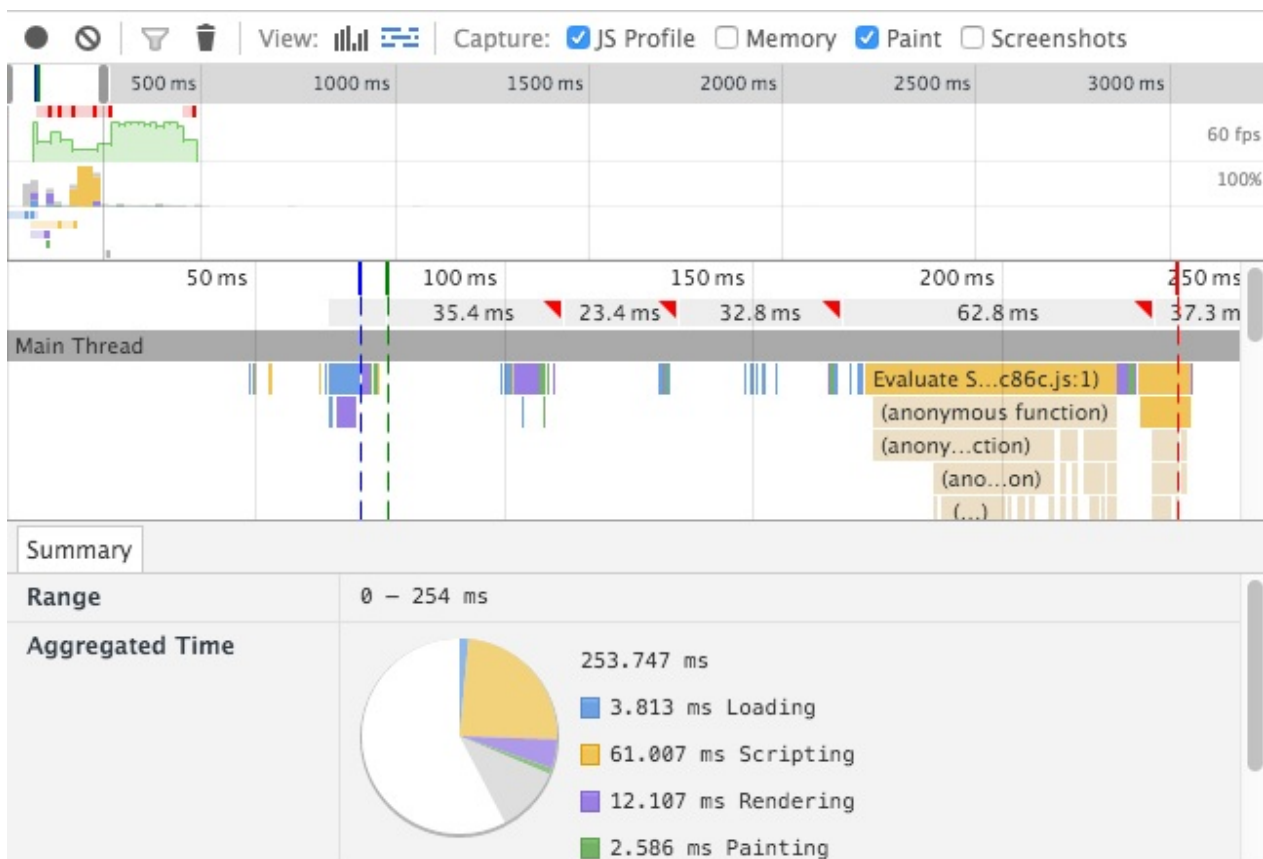 View: Capture: JS Profile Memory Paint Screenshots
500 ms 1000 ms 1500 ms 2000 ms 2500 ms 3000 ms
60 fps
100%
50 ms 100 ms 150 ms 200 ms 250 ms
35.4 ms 23.4 ms 32.8 ms 62.8 ms 37.3 m
Main Thread
Evaluate S...c86c.js:1)
(anonymous function)
(anony...ction)
(ano...on)
(...)
Summary
Range 0 – 254 ms
Aggregated Time
253.747 ms
3.813 ms Loading
61.007 ms Scripting
12.107 ms Rendering
2.586 ms Painting